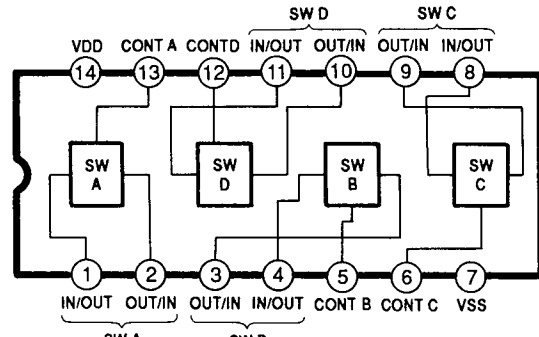 SW D SW C
VDD CONT A CONTD IN/OUT OUT/IN OUT/IN IN/OUT
14 13 12 11 10 9 8
SW A
SW D
SW B
SW C
1 2 3 4 5 6 7
IN/OUT OUT/IN OUT/IN IN/OUT CONT B CONT C VSS
SW A